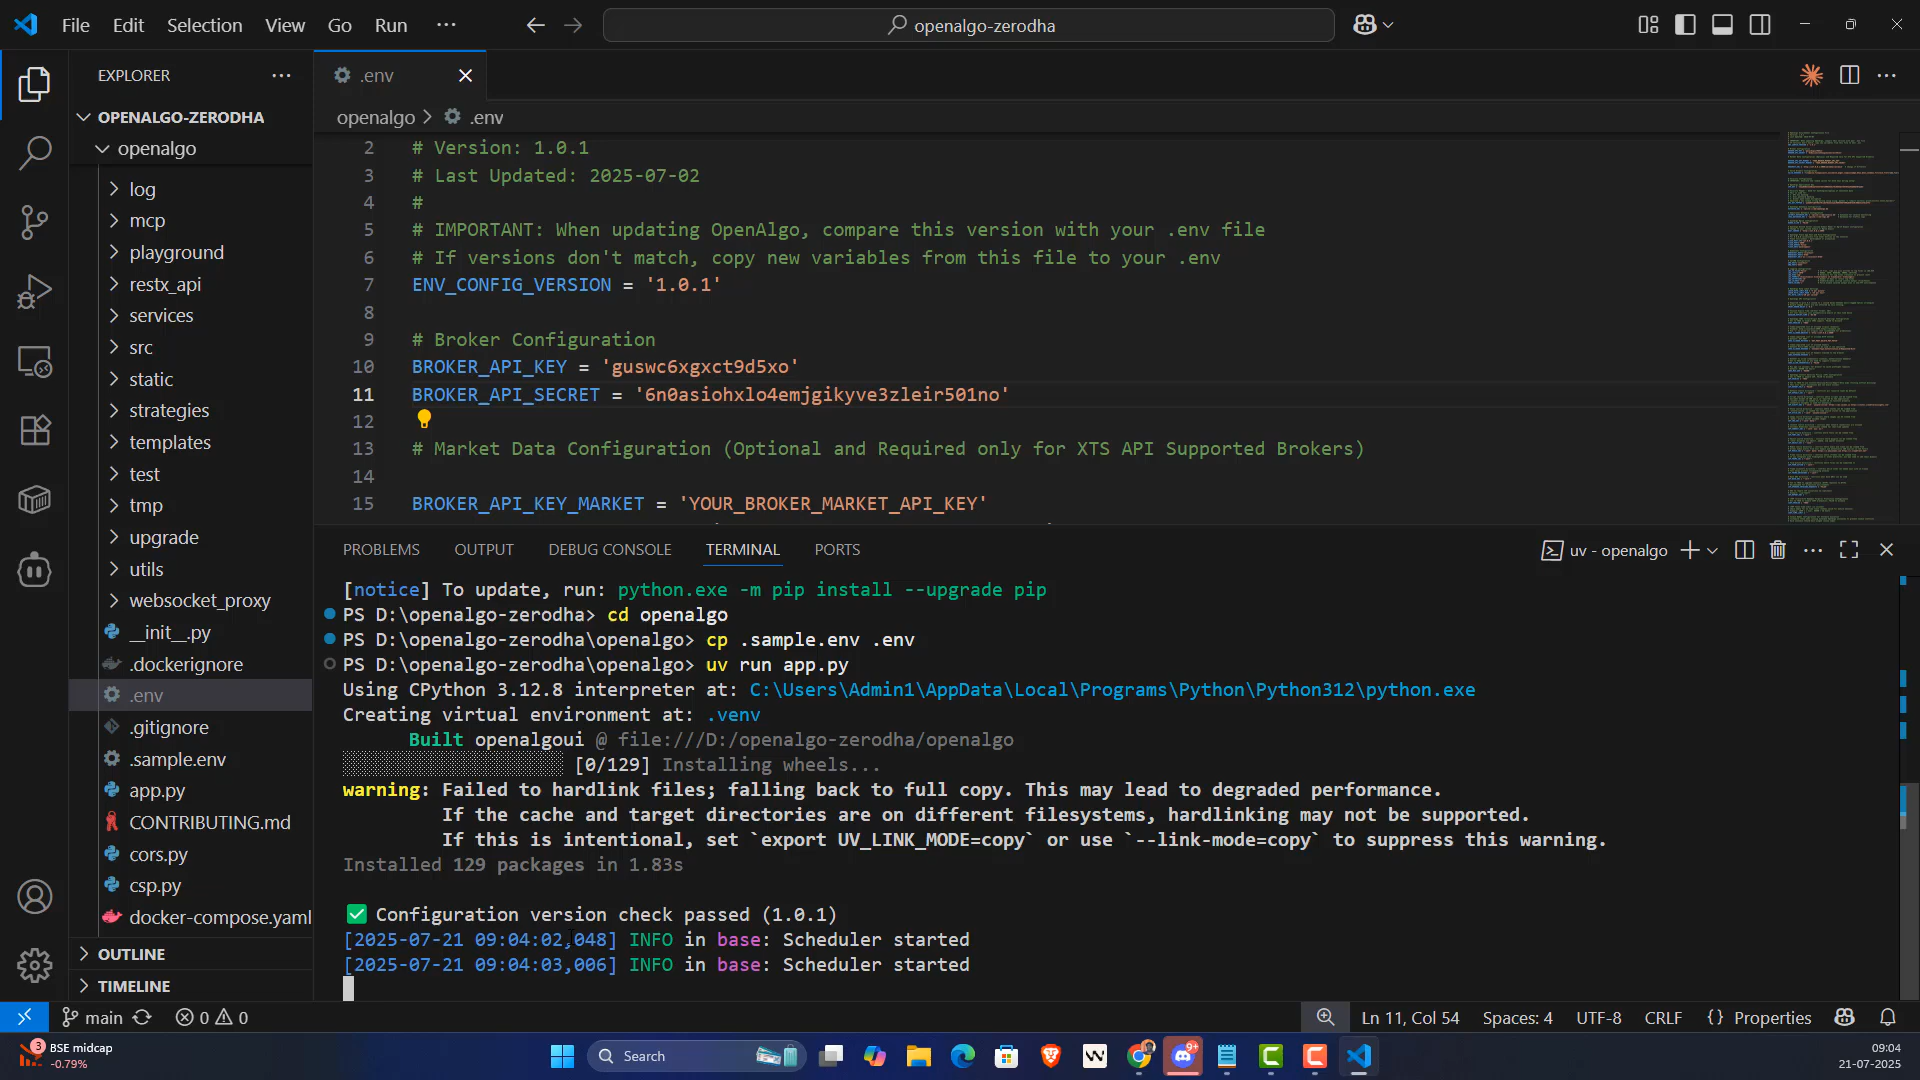 File Edit Selection View Go Run ···
openalgo-zerodha
EXPLORER
OPENALGO-ZERODHA
openalgo
log
mcp
playground
restx_api
services
src
static
strategies
templates
test
tmp
upgrade
utils
websocket_proxy
__init__.py
.dockerignore
.env
.gitignore
.sample.env
app.py
CONTRIBUTING.md
cors.py
csp.py
docker-compose.yaml
OUTLINE
TIMELINE
.env
openalgo > .env
2 # Version: 1.0.1
3 # Last Updated: 2025-07-02
4 #
5 # IMPORTANT: When updating OpenAlgo, compare this version with your .env file
6 # If versions don't match, copy new variables from this file to your .env
7 ENV_CONFIG_VERSION = '1.0.1'
8
9 # Broker Configuration
10 BROKER_API_KEY = 'guswc6xgxct9d5xo'
11 BROKER_API_SECRET = '6n0asiohxlo4emjgikyve3zleir501no'
12
13 # Market Data Configuration (Optional and Required only for XTS API Supported Brokers)
14
15 BROKER_API_KEY_MARKET = 'YOUR_BROKER_MARKET_API_KEY'
PROBLEMS OUTPUT DEBUG CONSOLE TERMINAL PORTS
uv - openalgo
[notice] To update, run: python.exe -m pip install --upgrade pip
PS D:\openalgo-zerodha> cd openalgo
PS D:\openalgo-zerodha\openalgo> cp .sample.env .env
PS D:\openalgo-zerodha\openalgo> uv run app.py
Using CPython 3.12.8 interpreter at: C:\Users\Admin1\AppData\Local\Programs\Python\Python312\python.exe
Creating virtual environment at: .venv
Built openalgoui @ file:///D:/openalgo-zerodha/openalgo
[0/129] Installing wheels...
warning: Failed to hardlink files; falling back to full copy. This may lead to degraded performance.
If the cache and target directories are on different filesystems, hardlinking may not be supported.
If this is intentional, set `export UV_LINK_MODE=copy` or use `--link-mode=copy` to suppress this warning.
Installed 129 packages in 1.83s
Configuration version check passed (1.0.1)
[2025-07-21 09:04:02,048] INFO in base: Scheduler started
[2025-07-21 09:04:03,006] INFO in base: Scheduler started
main 0 0
Ln 11, Col 54 Spaces: 4 UTF-8 CRLF {} Properties
3
BSE midcap
-0.79%
Search
9+
09:04
21-07-2025